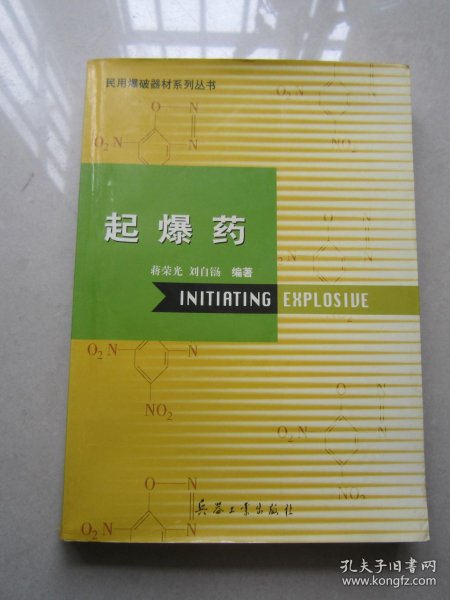 民用爆破器材系列丛书
O
N
O₂N
N
NO₂
起爆药
蒋荣光 刘自钖 编著
INITIATING EXPLOSIVE
O
N
O₂N
N
NO₂
O₂N
NO₂
O
N
O₂N
兵器工业出版社
孔夫子旧书网
www.kongfz.com